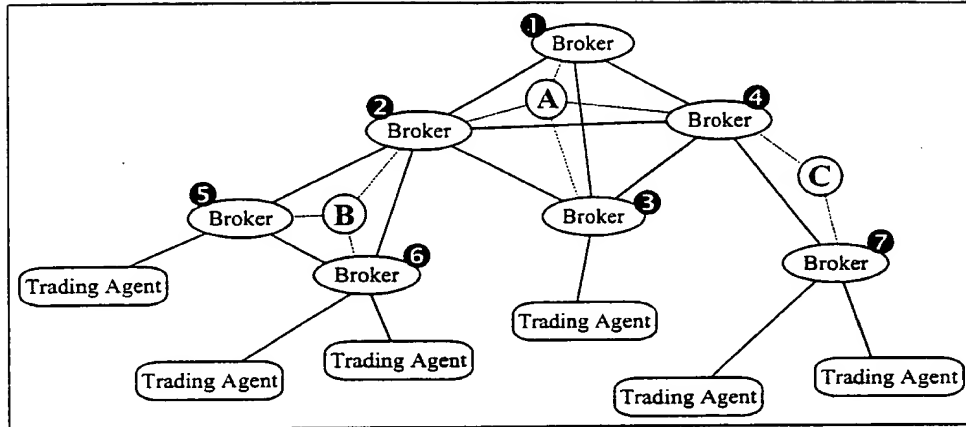 1
Broker
A
2
Broker
4
Broker
C
5
Broker
B
3
Broker
6
Broker
7
Broker
Trading Agent
Trading Agent
Trading Agent
Trading Agent
Trading Agent
Trading Agent